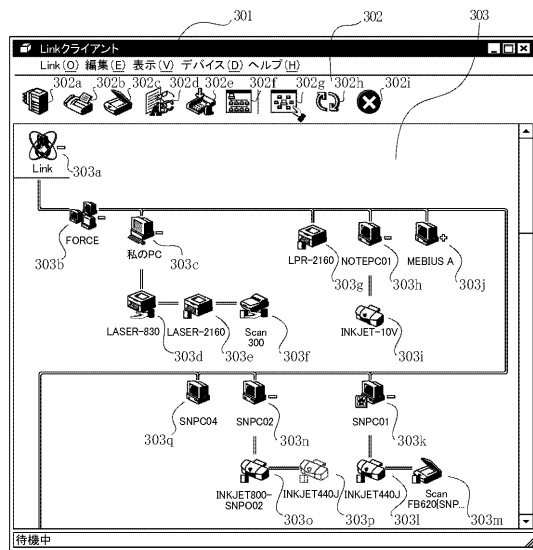 301
302
303
Linkクライアント
Link(O) 編集(E) 表示(V) デバイス(D) ヘルプ(H)
302a 302b 302c 302d 302e 302f 302g 302h 302i
Link
303a
FORCE
303b
私のPC
303c
LPR-2160
303g
NOTEPC01
303h
MEBIUS A
303j
LASER-830
303d
LASER-2160
303e
Scan
300
303f
INKJET-10V
303i
SNPC04
303q
SNPC02
303n
SNPC01
303k
INKJET800-
SNPO02
303o
INKJET440J
303p
INKJET440J
303l
Scan
FB620[SNP...
303m
待機中